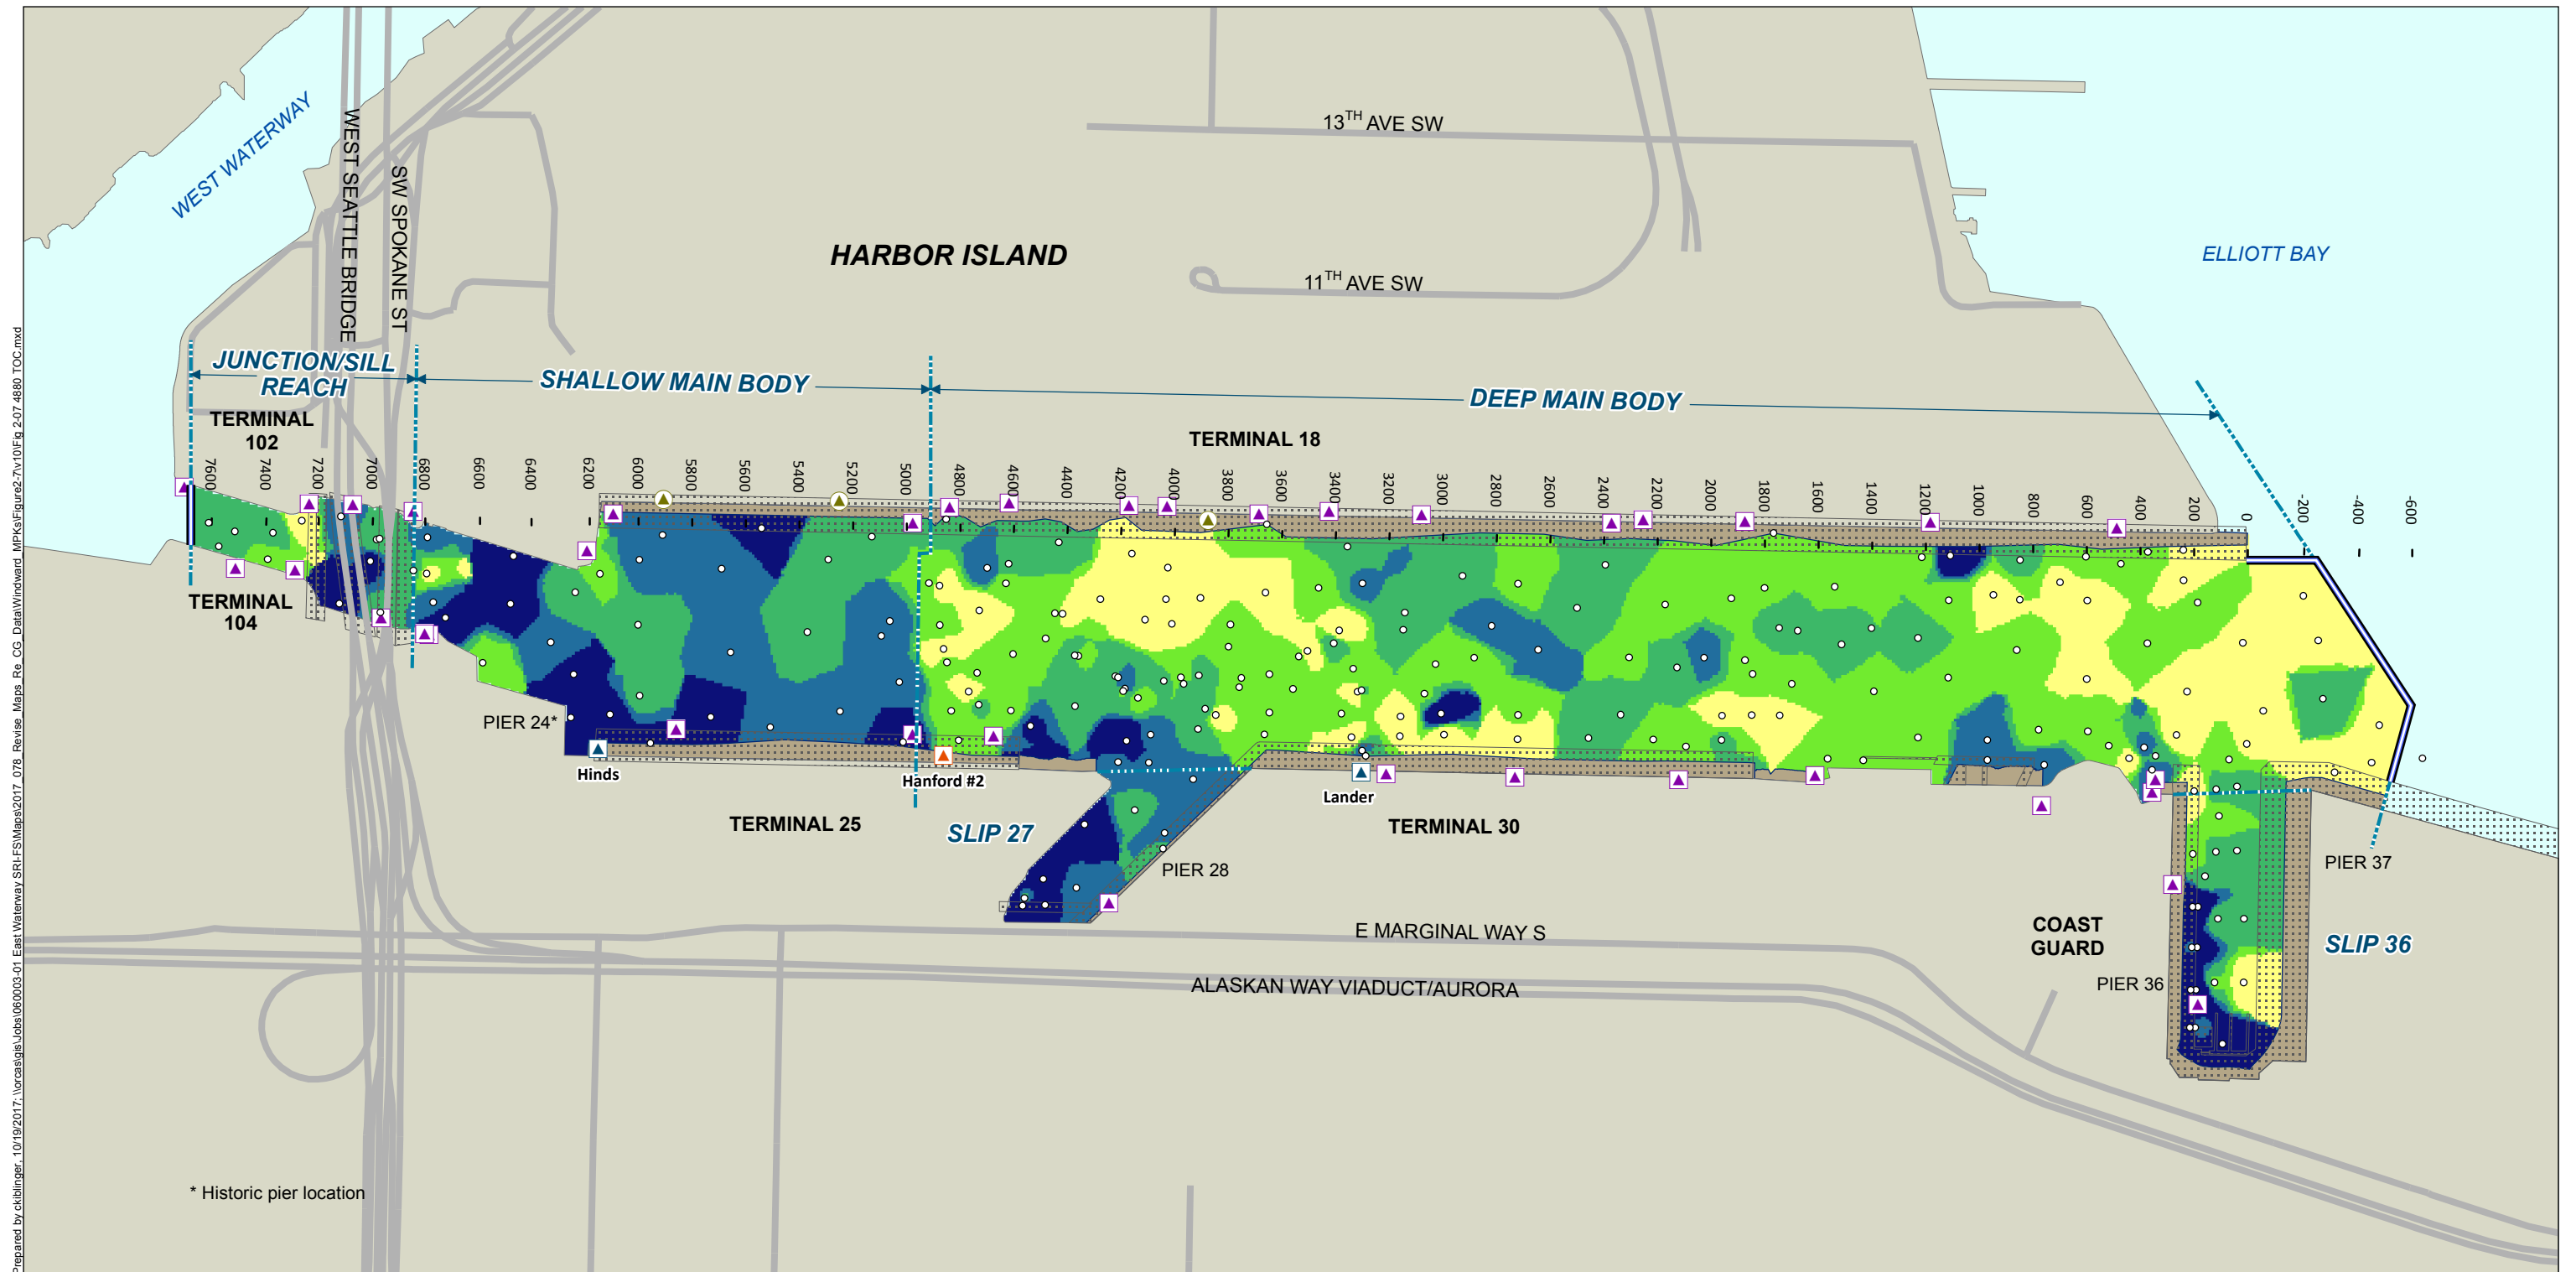 WEST WATERWAY
WEST SEATTLE BRIDGE
SW SPOKANE ST
13TH AVE SW
HARBOR ISLAND
11TH AVE SW
ELLIOTT BAY
JUNCTION/SILL
REACH
SHALLOW MAIN BODY
DEEP MAIN BODY
TERMINAL
102
TERMINAL 18
7600
7400
7200
7000
6800
6600
6400
6200
6000
5800
5600
5400
5200
5000
4800
4600
4400
4200
4000
3800
3600
3400
3200
3000
2800
2600
2400
2200
2000
1800
1600
1400
1200
1000
800
600
400
200
0
-200
-400
-600
TERMINAL
104
PIER 24*
Hinds
Hanford #2
Lander
TERMINAL 25
SLIP 27
TERMINAL 30
PIER 28
PIER 37
E MARGINAL WAY S
COAST
GUARD
SLIP 36
PIER 36
ALASKAN WAY VIADUCT/AURORA
* Historic pier location